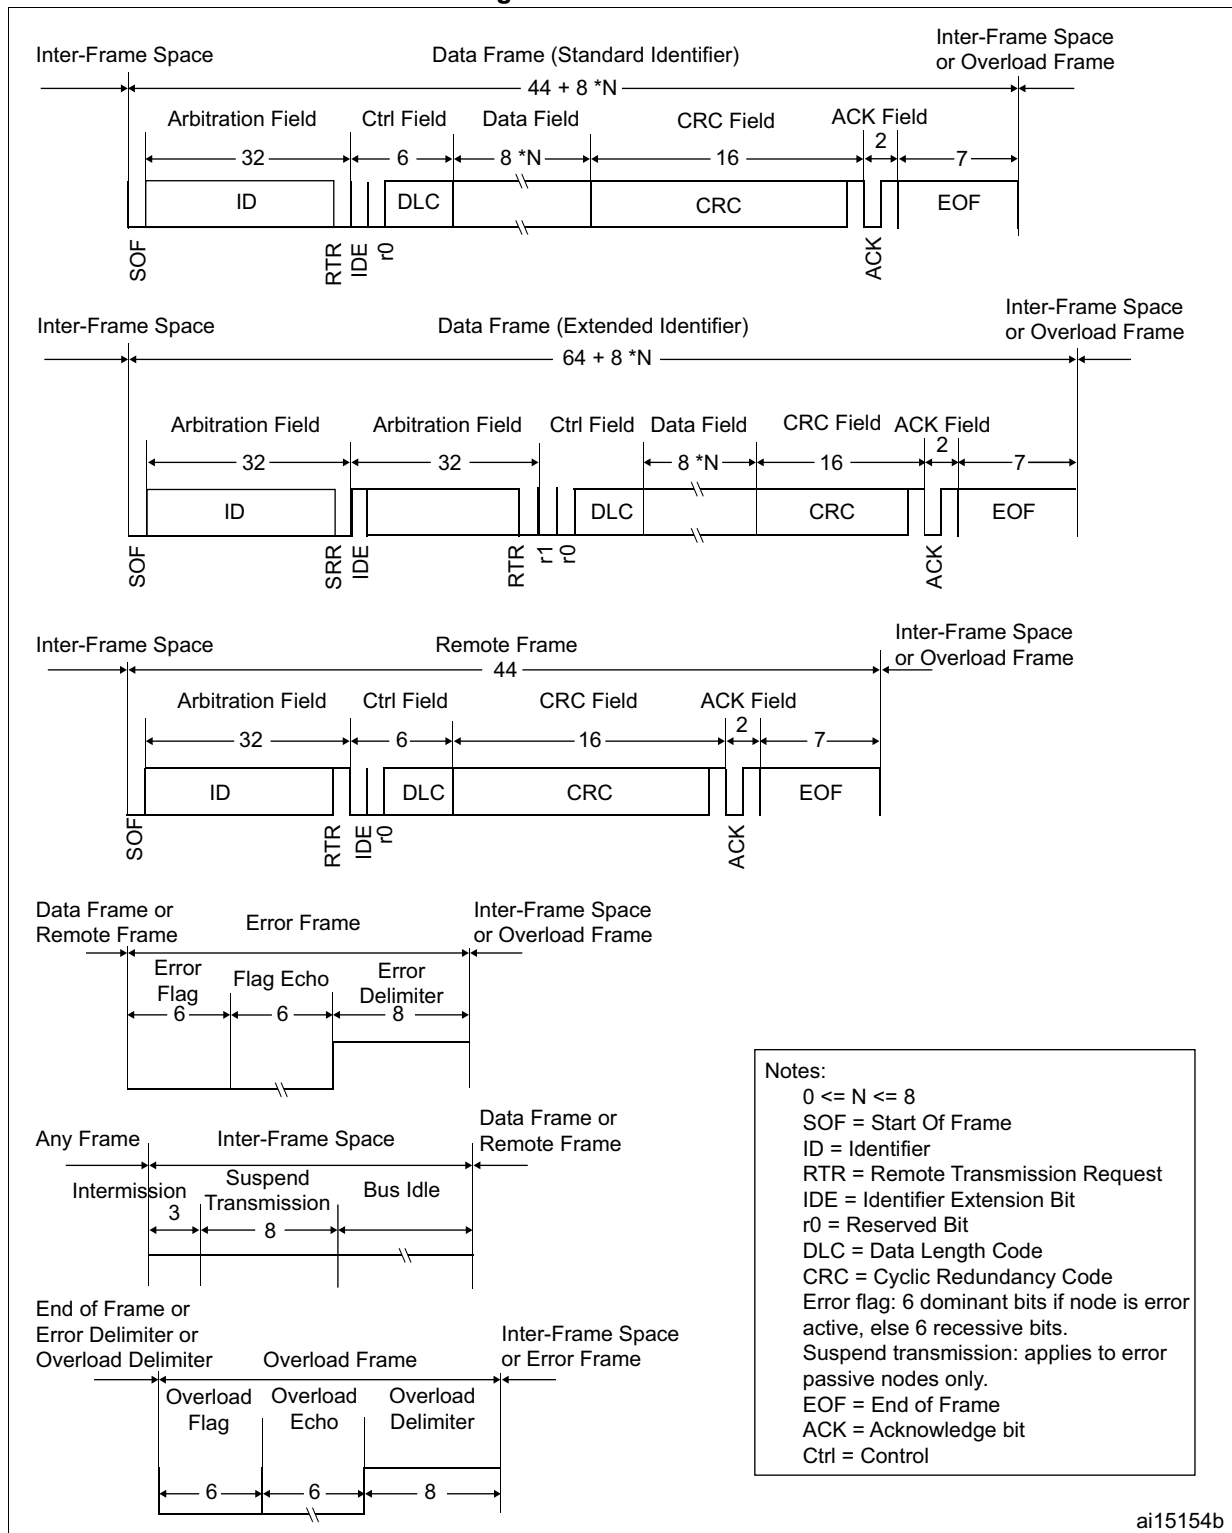 Inter-Frame Space
Data Frame (Standard Identifier)
Inter-Frame Space
or Overload Frame
44 + 8 *N
Arbitration Field
Ctrl Field
Data Field
CRC Field
ACK Field
32
6
8 *N
16
2
7
ID
DLC
CRC
EOF
SOF
RTR
IDE
r0
ACK
Inter-Frame Space
Data Frame (Extended Identifier)
Inter-Frame Space
or Overload Frame
64 + 8 *N
Arbitration Field
Arbitration Field
Ctrl Field
Data Field
CRC Field
ACK Field
32
32
8 *N
16
2
7
ID
DLC
CRC
EOF
SOF
SRR
IDE
RTR
r1
r0
ACK
Inter-Frame Space
Remote Frame
Inter-Frame Space
or Overload Frame
44
Arbitration Field
Ctrl Field
CRC Field
ACK Field
32
6
16
2
7
ID
DLC
CRC
EOF
SOF
RTR
IDE
r0
ACK
Data Frame or
Remote Frame
Error Frame
Inter-Frame Space
or Overload Frame
Error
Flag
Flag Echo
Error
Delimiter
6
6
8
Any Frame
Inter-Frame Space
Data Frame or
Remote Frame
Intermission
3
Suspend
Transmission
8
Bus Idle
End of Frame or
Error Delimiter or
Overload Delimiter
Overload Frame
Inter-Frame Space
or Error Frame
Overload
Flag
Overload
Echo
Overload
Delimiter
6
6
8
Notes:
0 <= N <= 8
SOF = Start Of Frame
ID = Identifier
RTR = Remote Transmission Request
IDE = Identifier Extension Bit
r0 = Reserved Bit
DLC = Data Length Code
CRC = Cyclic Redundancy Code
Error flag: 6 dominant bits if node is error
active, else 6 recessive bits.
Suspend transmission: applies to error
passive nodes only.
EOF = End of Frame
ACK = Acknowledge bit
Ctrl = Control
ai15154b